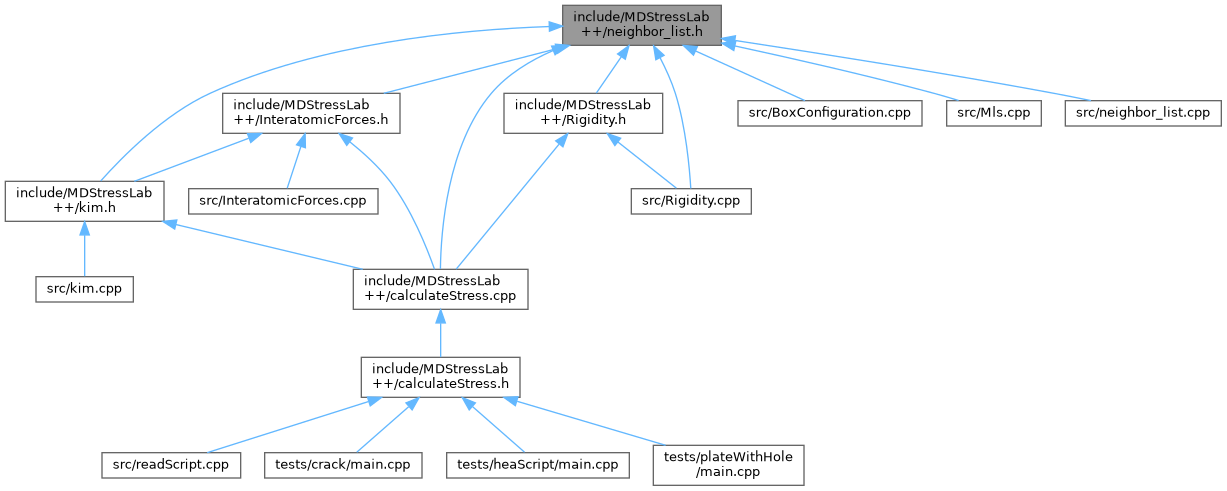 include/MDStressLab
++/neighbor_list.h
include/MDStressLab
++/InteratomicForces.h
include/MDStressLab
++/Rigidity.h
src/BoxConfiguration.cpp
src/Mls.cpp
src/neighbor_list.cpp
include/MDStressLab
++/kim.h
src/InteratomicForces.cpp
src/Rigidity.cpp
src/kim.cpp
include/MDStressLab
++/calculateStress.cpp
include/MDStressLab
++/calculateStress.h
src/readScript.cpp
tests/crack/main.cpp
tests/heaScript/main.cpp
tests/plateWithHole
/main.cpp